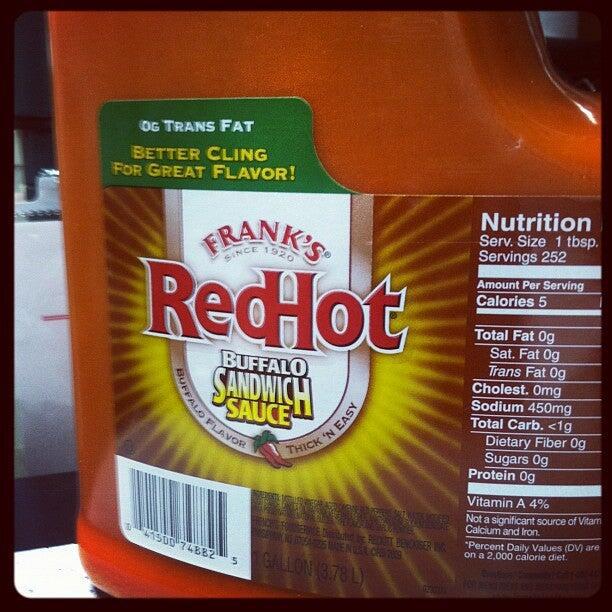 0G TRANS FAT
BETTER CLING
FOR GREAT FLAVOR!
FRANK'S®
SINCE 1920
RedHot
BUFFALO
SANDWICH
SAUCE
BUFFALO FLAVOR THICK 'N EASY
41500 74882 5
1 GALLON (3.78 L)
Nutrition
Serv. Size 1 tbsp.
Servings 252
Amount Per Serving
Calories 5
Total Fat 0g
Sat. Fat 0g
Trans Fat 0g
Cholest. 0mg
Sodium 450mg
Total Carb. <1g
Dietary Fiber 0g
Sugars 0g
Protein 0g
Vitamin A 4%
Not a significant source of Vitam
Calcium and Iron.
*Percent Daily Values (DV) are
on a 2,000 calorie diet.